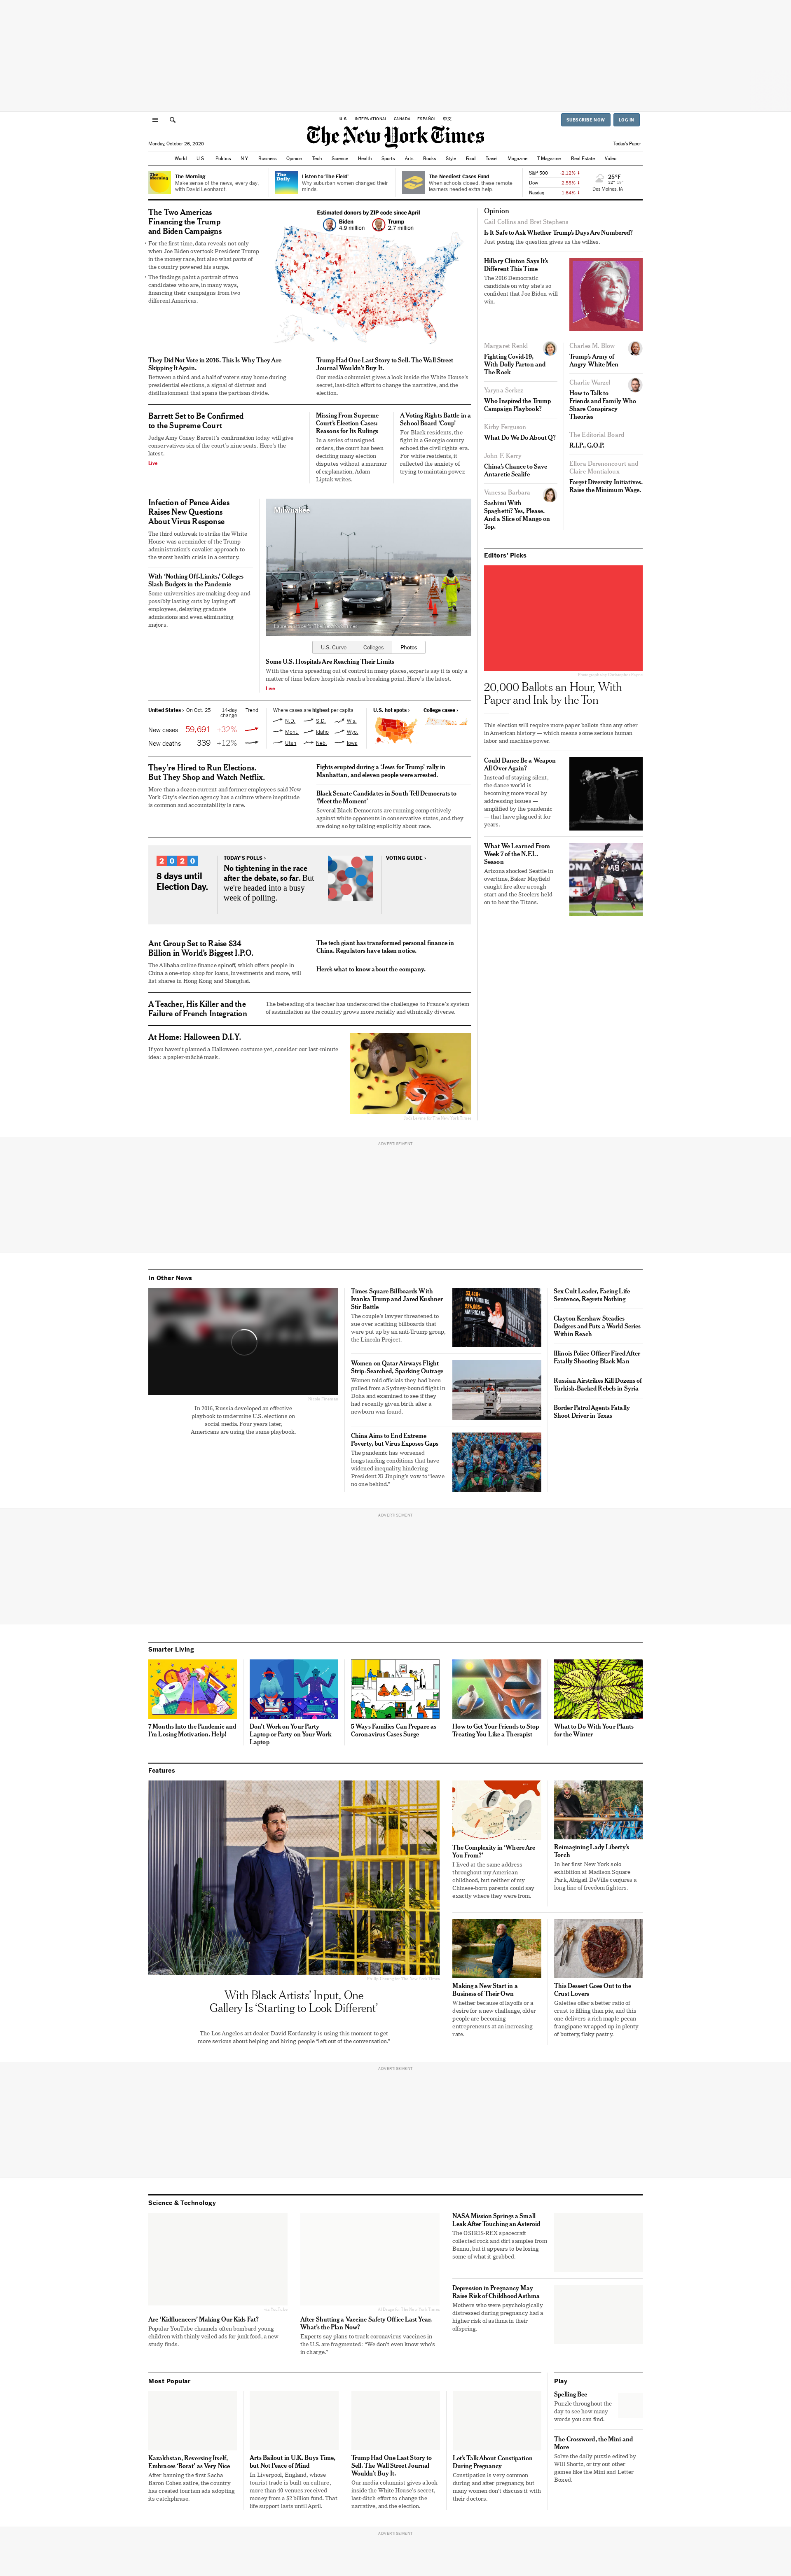 U.S. INTERNATIONAL CANADA ESPAÑOL 中文
SUBSCRIBE NOW
LOG IN
The New York Times
Monday, October 26, 2020
Today's Paper
World U.S. Politics N.Y. Business Opinion Tech Science Health Sports Arts Books Style Food Travel Magazine T Magazine Real Estate Video
The Morning
The Morning
Make sense of the news, every day,
with David Leonhardt.
The Daily
Listen to 'The Field'
Why suburban women changed their
minds.
The Neediest Cases Fund
When schools closed, these remote
learners needed extra help.
S&P 500 -2.12% ↓
Dow -2.55% ↓
Nasdaq -1.84% ↓
25°F
Des Moines, IA
The Two Americas
Financing the Trump
and Biden Campaigns
• For the first time, data reveals not only
when Joe Biden overtook President Trump
in the money race, but also what parts of
the country powered his surge.
• The findings paint a portrait of two
candidates who are, in many ways,
financing their campaigns from two
different Americas.
Estimated donors by ZIP code since April
Biden
4.9 million
Trump
2.7 million
They Did Not Vote in 2016. This Is Why They Are
Skipping It Again.
Between a third and a half of voters stay home during
presidential elections, a signal of distrust and
disillusionment that spans the partisan divide.
Trump Had One Last Story to Sell. The Wall Street
Journal Wouldn't Buy It.
Our media columnist gives a look inside the White House's
secret, last-ditch effort to change the narrative, and the
election.
Barrett Set to Be Confirmed
to the Supreme Court
Judge Amy Coney Barrett's confirmation today will give
conservatives six of the court's nine seats. Here's the
latest.
Live
Missing From Supreme
Court's Election Cases:
Reasons for Its Rulings
In a series of unsigned
orders, the court has been
deciding many election
disputes without a murmur
of explanation, Adam
Liptak writes.
A Voting Rights Battle in a
School Board 'Coup'
For Black residents, the
fight in a Georgia county
echoed the civil rights era.
For white residents, it
reflected the anxiety of
trying to maintain power.
Infection of Pence Aides
Raises New Questions
About Virus Response
The third outbreak to strike the White
House was a reminder of the Trump
administration's cavalier approach to
the worst health crisis in a century.
With 'Nothing Off-Limits,' Colleges
Slash Budgets in the Pandemic
Some universities are making deep and
possibly lasting cuts by laying off
employees, delaying graduate
admissions and even eliminating
majors.
Milwaukee
U.S. Curve Colleges Photos
Some U.S. Hospitals Are Reaching Their Limits
With the virus spreading out of control in many places, experts say it is only a
matter of time before hospitals reach a breaking point. Here's the latest.
Live
United States › On Oct. 25 14-day
change Trend
New cases 59,691 +32%
New deaths 339 +12%
Where cases are highest per capita
N.D. S.D. Wis.
Mont. Idaho Wyo.
Utah Neb. Iowa
U.S. hot spots ›
College cases ›
They're Hired to Run Elections.
But They Shop and Watch Netflix.
More than a dozen current and former employees said New
York City's election agency has a culture where ineptitude
is common and accountability is rare.
Fights erupted during a 'Jews for Trump' rally in
Manhattan, and eleven people were arrested.
Black Senate Candidates in South Tell Democrats to
'Meet the Moment'
Several Black Democrats are running competitively
against white opponents in conservative states, and they
are doing so by talking explicitly about race.
2020
8 days until
Election Day.
TODAY'S POLLS ›
No tightening in the race
after the debate, so far. But
we're headed into a busy
week of polling.
VOTING GUIDE ›
Ant Group Set to Raise $34
Billion in World's Biggest I.P.O.
The Alibaba online finance spinoff, which offers people in
China a one-stop shop for loans, investments and more, will
list shares in Hong Kong and Shanghai.
The tech giant has transformed personal finance in
China. Regulators have taken notice.
Here's what to know about the company.
A Teacher, His Killer and the
Failure of French Integration
The beheading of a teacher has underscored the challenges to France's system
of assimilation as the country grows more racially and ethnically diverse.
At Home: Halloween D.I.Y.
If you haven't planned a Halloween costume yet, consider our last-minute
idea: a papier-mâché mask.
Opinion
Gail Collins and Bret Stephens
Is It Safe to Ask Whether Trump's Days Are Numbered?
Just posing the question gives us the willies.
Hillary Clinton Says It's
Different This Time
The 2016 Democratic
candidate on why she's so
confident that Joe Biden will
win.
Margaret Renkl
Fighting Covid-19,
With Dolly Parton and
The Rock
Yaryna Serkez
Who Inspired the Trump
Campaign Playbook?
Kirby Ferguson
What Do We Do About Q?
John F. Kerry
China's Chance to Save
Antarctic Sealife
Vanessa Barbara
Sashimi With
Spaghetti? Yes, Please.
And a Slice of Mango on
Top.
Charles M. Blow
Trump's Army of
Angry White Men
Charlie Warzel
How to Talk to
Friends and Family Who
Share Conspiracy
Theories
The Editorial Board
R.I.P., G.O.P.
Ellora Derenoncourt and
Claire Montialoux
Forget Diversity Initiatives.
Raise the Minimum Wage.
Editors' Picks
20,000 Ballots an Hour, With
Paper and Ink by the Ton
This election will require more paper ballots than any other
in American history — which means some serious human
labor and machine power.
Could Dance Be a Weapon
All Over Again?
Instead of staying silent,
the dance world is
becoming more vocal by
addressing issues —
amplified by the pandemic
— that have plagued it for
years.
What We Learned From
Week 7 of the N.F.L.
Season
Arizona shocked Seattle in
overtime, Baker Mayfield
caught fire after a rough
start and the Steelers held
on to beat the Titans.
ADVERTISEMENT
In Other News
In 2016, Russia developed an effective
playbook to undermine U.S. elections on
social media. Four years later,
Americans are using the same playbook.
Times Square Billboards With
Ivanka Trump and Jared Kushner
Stir Battle
The couple's lawyer threatened to
sue over scathing billboards that
were put up by an anti-Trump group,
the Lincoln Project.
Women on Qatar Airways Flight
Strip-Searched, Sparking Outrage
Women told officials they had been
pulled from a Sydney-bound flight in
Doha and examined to see if they
had recently given birth after a
newborn was found.
China Aims to End Extreme
Poverty, but Virus Exposes Gaps
The pandemic has worsened
longstanding conditions that have
widened inequality, hindering
President Xi Jinping's vow to "leave
no one behind."
Sex Cult Leader, Facing Life
Sentence, Regrets Nothing
Clayton Kershaw Steadies
Dodgers and Puts a World Series
Within Reach
Illinois Police Officer Fired After
Fatally Shooting Black Man
Russian Airstrikes Kill Dozens of
Turkish-Backed Rebels in Syria
Border Patrol Agents Fatally
Shoot Driver in Texas
ADVERTISEMENT
Smarter Living
7 Months Into the Pandemic and
I'm Losing Motivation. Help!
Don't Work on Your Party
Laptop or Party on Your Work
Laptop
5 Ways Families Can Prepare as
Coronavirus Cases Surge
How to Get Your Friends to Stop
Treating You Like a Therapist
What to Do With Your Plants
for the Winter
Features
With Black Artists' Input, One
Gallery Is 'Starting to Look Different'
The Los Angeles art dealer David Kordansky is using this moment to get
more serious about helping and hiring people "left out of the conversation."
The Complexity in 'Where Are
You From?'
I lived at the same address
throughout my American
childhood, but neither of my
Chinese-born parents could say
exactly where they were from.
Reimagining Lady Liberty's
Torch
In her first New York solo
exhibition at Madison Square
Park, Abigail DeVille conjures a
long line of freedom fighters.
Making a New Start in a
Business of Their Own
Whether because of layoffs or a
desire for a new challenge, older
people are becoming
entrepreneurs at an increasing
rate.
This Dessert Goes Out to the
Crust Lovers
Galettes offer a better ratio of
crust to filling than pie, and this
one delivers a rich maple-pecan
frangipane wrapped up in plenty
of buttery, flaky pastry.
ADVERTISEMENT
Science & Technology
via YouTube
Are 'Kidfluencers' Making Our Kids Fat?
Popular YouTube channels often bombard young
children with thinly veiled ads for junk food, a new
study finds.
After Shutting a Vaccine Safety Office Last Year,
What's the Plan Now?
Experts say plans to track coronavirus vaccines in
the U.S. are fragmented: "We don't even know who's
in charge."
NASA Mission Springs a Small
Leak After Touching an Asteroid
The OSIRIS-REX spacecraft
collected rock and dirt samples from
Bennu, but it appears to be losing
some of what it grabbed.
Depression in Pregnancy May
Raise Risk of Childhood Asthma
Mothers who were psychologically
distressed during pregnancy had a
higher risk of asthma in their
offspring.
Most Popular
Kazakhstan, Reversing Itself,
Embraces 'Borat' as Very Nice
After banning the first Sacha
Baron Cohen satire, the country
has created tourism ads adopting
its catchphrase.
Arts Bailout in U.K. Buys Time,
but Not Peace of Mind
In Liverpool, England, whose
tourist trade is built on culture,
more than 40 venues received
money from a $2 billion fund. That
life support lasts until April.
Trump Had One Last Story to
Sell. The Wall Street Journal
Wouldn't Buy It.
Our media columnist gives a look
inside the White House's secret,
last-ditch effort to change the
narrative, and the election.
Let's Talk About Constipation
During Pregnancy
Constipation is very common
during and after pregnancy, but
many women don't discuss it with
their doctors.
Play
Spelling Bee
Puzzle throughout the
day to see how many
words you can find.
The Crossword, the Mini and
More
Solve the daily puzzle edited by
Will Shortz, or try out other
games like the Mini and Letter
Boxed.
ADVERTISEMENT